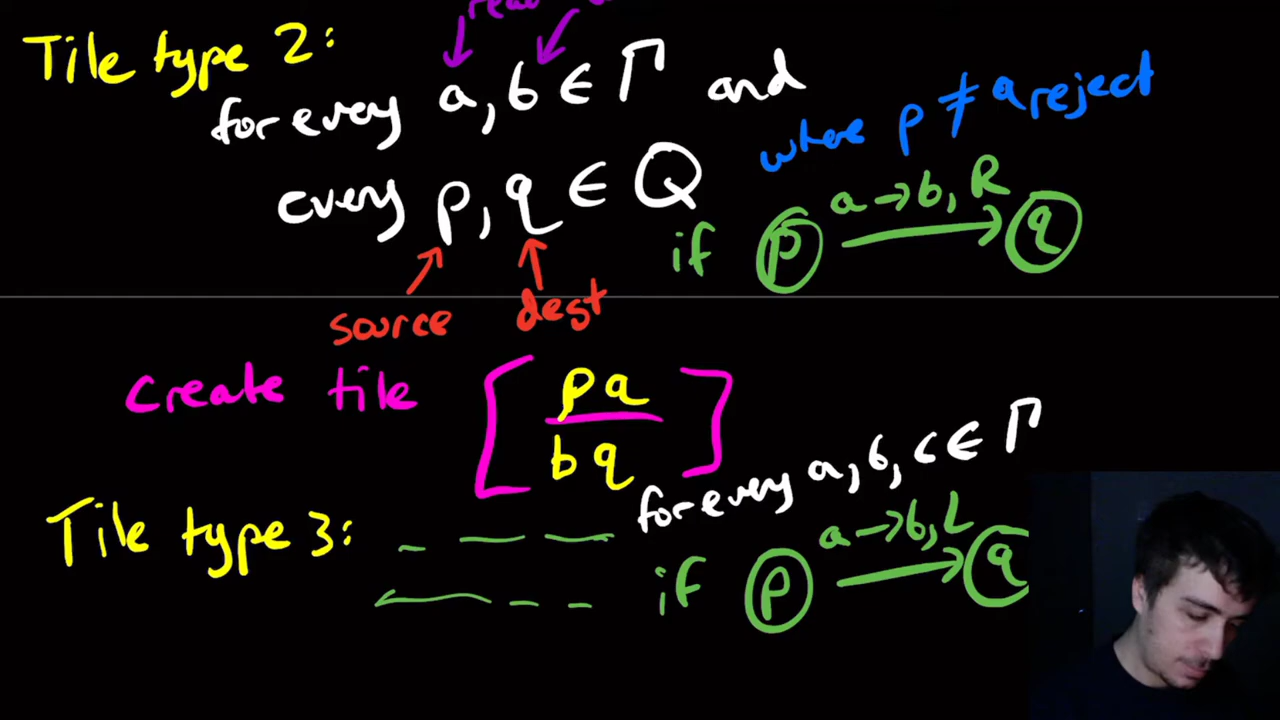 read
Tile type 2:
for every a, b ∈ Γ and
where p ≠ q reject
every p, q ∈ Q
if p a → b, R q
source dest
create tile [ pa / bq ]
for every a, b, c ∈ Γ
Tile type 3:
if p a → b, L q